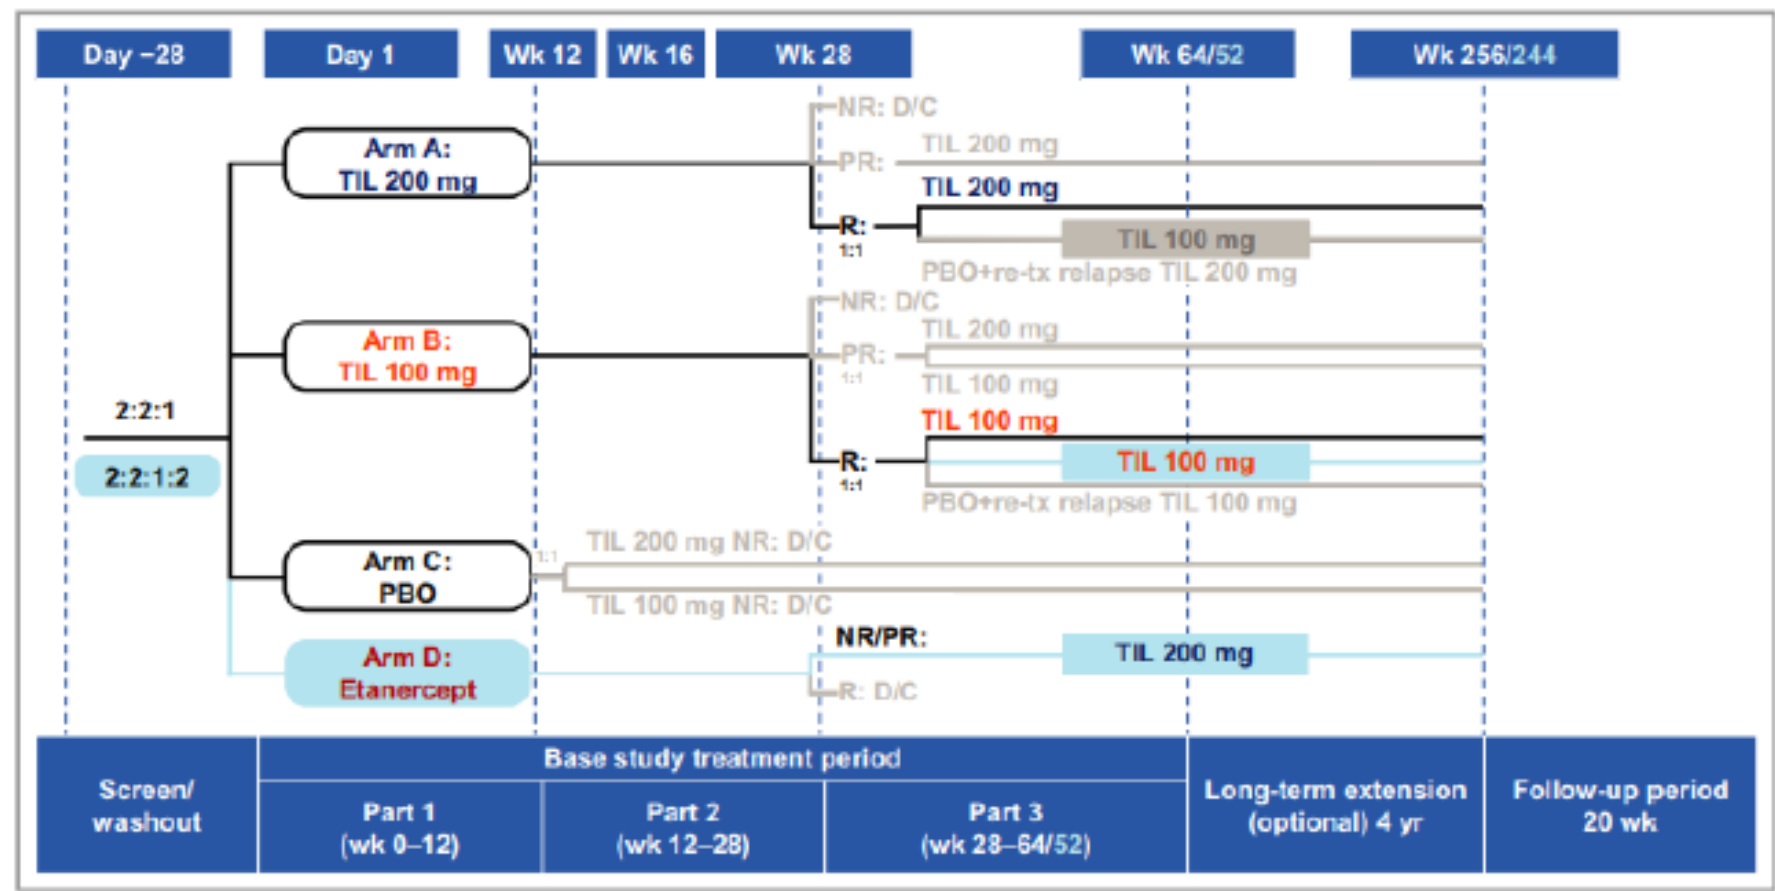 Day −28
Day 1
Wk 12
Wk 16
Wk 28
Wk 64/52
Wk 256/244
NR: D/C
Arm A:
TIL 200 mg
PR:
TIL 200 mg
TIL 200 mg
R:
1:1
TIL 100 mg
PBO+re-tx relapse TIL 200 mg
NR: D/C
Arm B:
TIL 100 mg
TIL 200 mg
PR:
1:1
TIL 100 mg
TIL 100 mg
2:2:1
2:2:1:2
R:
1:1
TIL 100 mg
PBO+re-tx relapse TIL 100 mg
Arm C:
PBO
1:1
TIL 200 mg NR: D/C
TIL 100 mg NR: D/C
NR/PR:
Arm D:
Etanercept
TIL 200 mg
R: D/C
Screen/
washout
Base study treatment period
Part 1
(wk 0–12)
Part 2
(wk 12–28)
Part 3
(wk 28–64/52)
Long-term extension
(optional) 4 yr
Follow-up period
20 wk